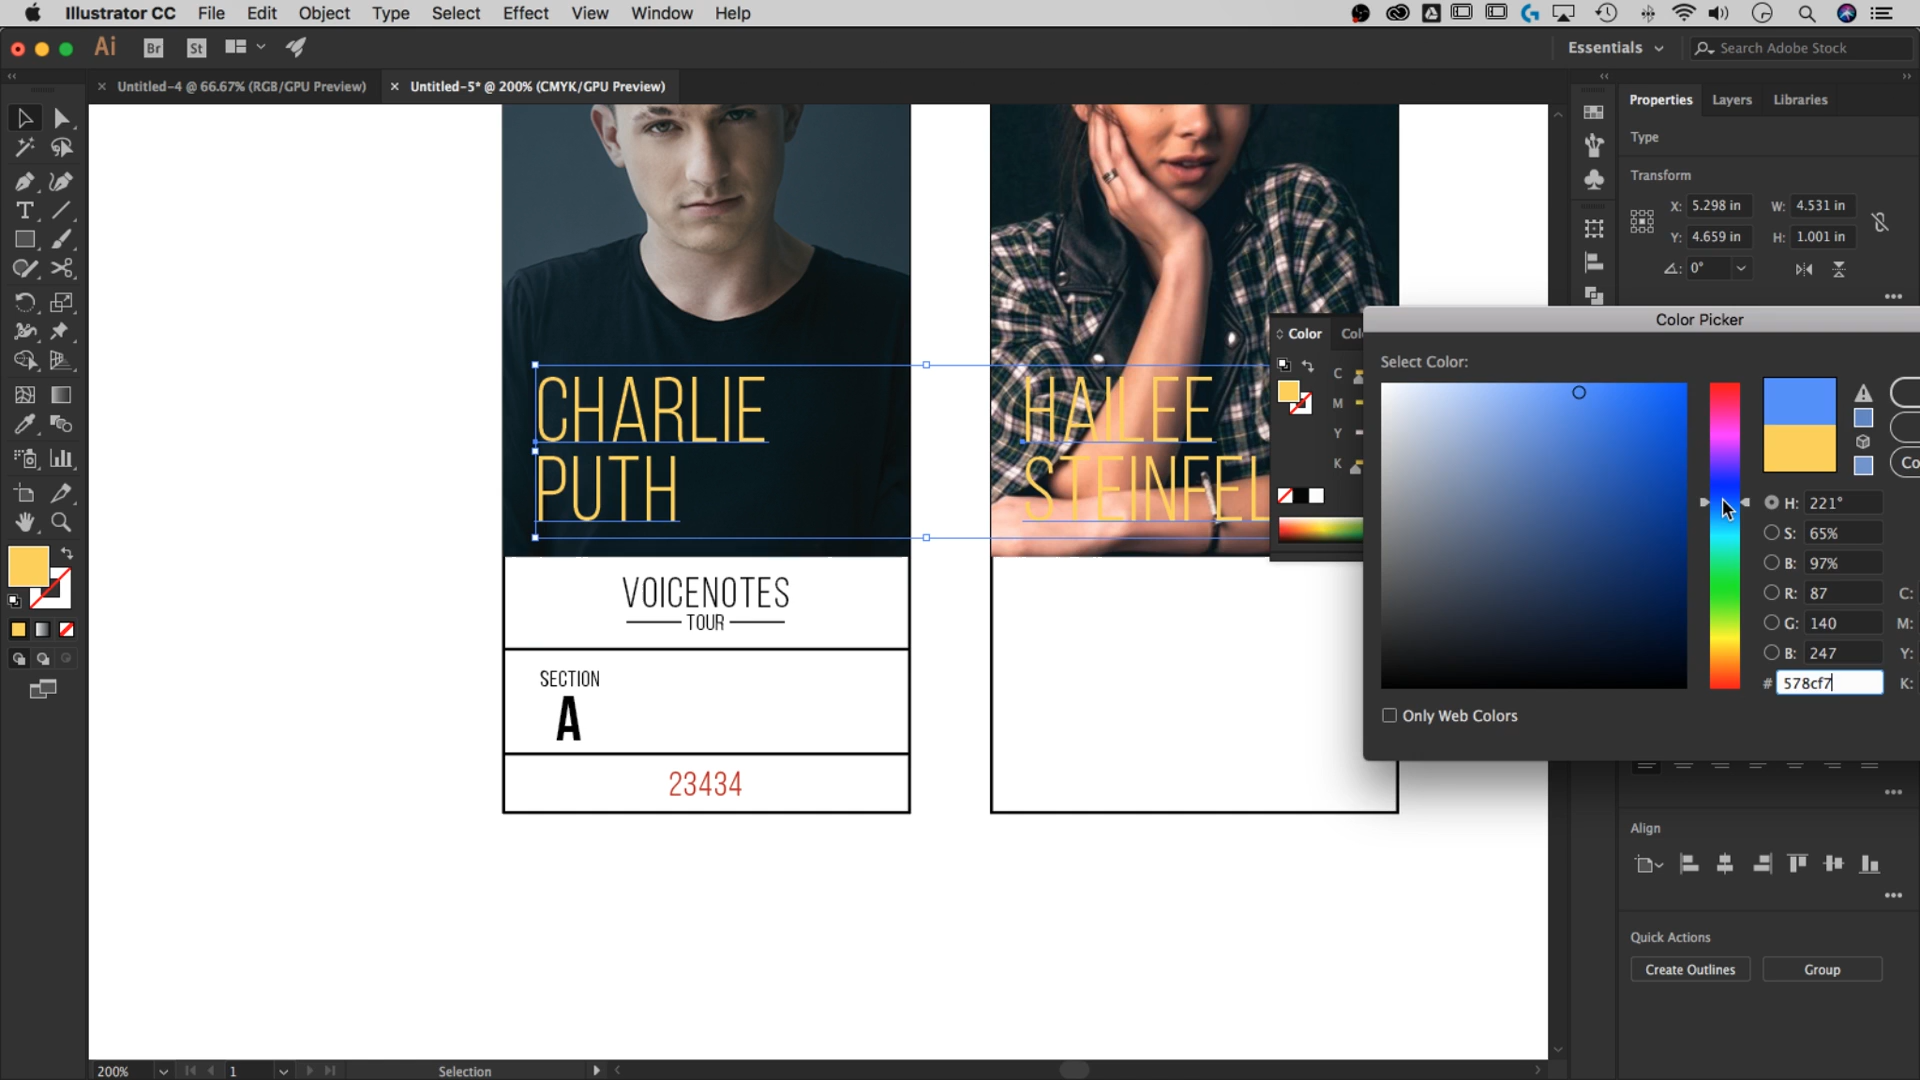 Illustrator CC File Edit Object Type Select Effect View Window Help
Ai Br St Essentials Search Adobe Stock
Untitled-4 @ 66.67% (RGB/GPU Preview) Untitled-5* @ 200% (CMYK/GPU Preview)
Properties Layers Libraries
Type
Transform
X: 5.298 in W: 4.531 in
Y: 4.659 in H: 1.001 in
0°
Color Picker
Select Color:
Color
C
M
Y
K
H: 221°
S: 65%
B: 97%
R: 87 C:
G: 140 M:
B: 247 Y:
# 578cf7 K:
Only Web Colors
CHARLIE
PUTH
HAILEE
STEINFEL
VOICENOTES
TOUR
SECTION
A
23434
Align
Quick Actions
Create Outlines Group
200% 1 Selection